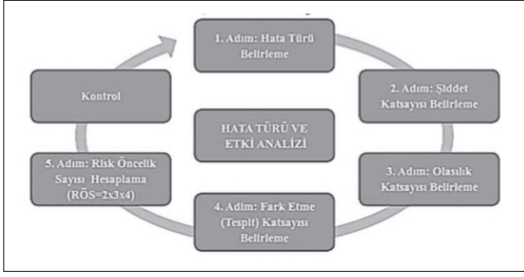 1. Adım: Hata Türü
Belirleme
2. Adım: Şiddet
Katsayısı Belirleme
3. Adım: Olasılık
Katsayısı Belirleme
4. Adim: Fark Etme
(Tespit) Katsayısı
Belirleme
5. Adım: Risk Öncelik
Sayısı Hesaplama
(RÖS=2x3x4)
Kontrol
HATA TÜRÜ VE
ETKİ ANALİZİ